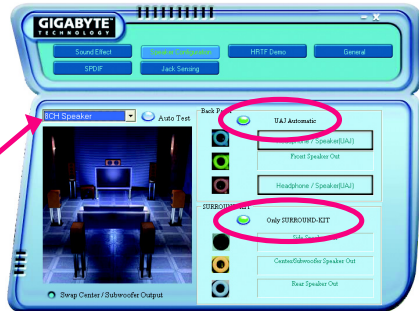 GIGABYTE™
TECHNOLOGY
Sound Effect
Speaker Configuration
HRTF Demo
General
SPDIF
Jack Sensing
8CH Speaker
Auto Test
Back Panel
UAJ Automatic
Headphone / Speaker(UAJ)
Front Speaker Out
Headphone / Speaker(UAJ)
SURROUND-KIT
Only SURROUND-KIT
Side Speaker Out
Center/Subwoofer Speaker Out
Rear Speaker Out
Swap Center / Subwoofer Output